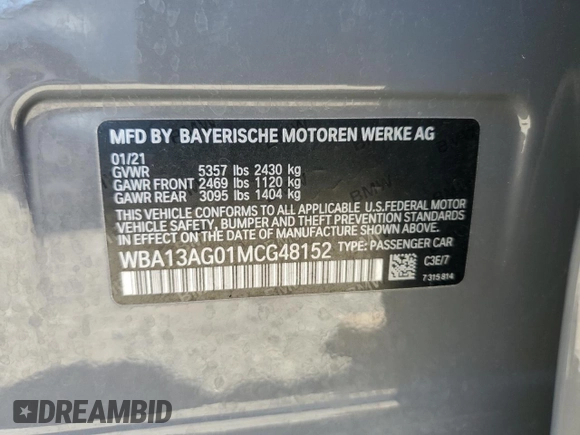 MFD BY BAYERISCHE MOTOREN WERKE AG
01/21
GVWR 5357 lbs 2430 kg
GAWR FRONT 2469 lbs 1120 kg
GAWR REAR 3095 lbs 1404 kg
THIS VEHICLE CONFORMS TO ALL APPLICABLE U.S.FEDERAL MOTOR
VEHICLE SAFETY, BUMPER AND THEFT PREVENTION STANDARDS
IN EFFECT ON THE DATE OF MANUFACTURE SHOWN ABOVE.
WBA13AG01MCG48152 TYPE: PASSENGER CAR
C3E/7
7315814
DREAMBID